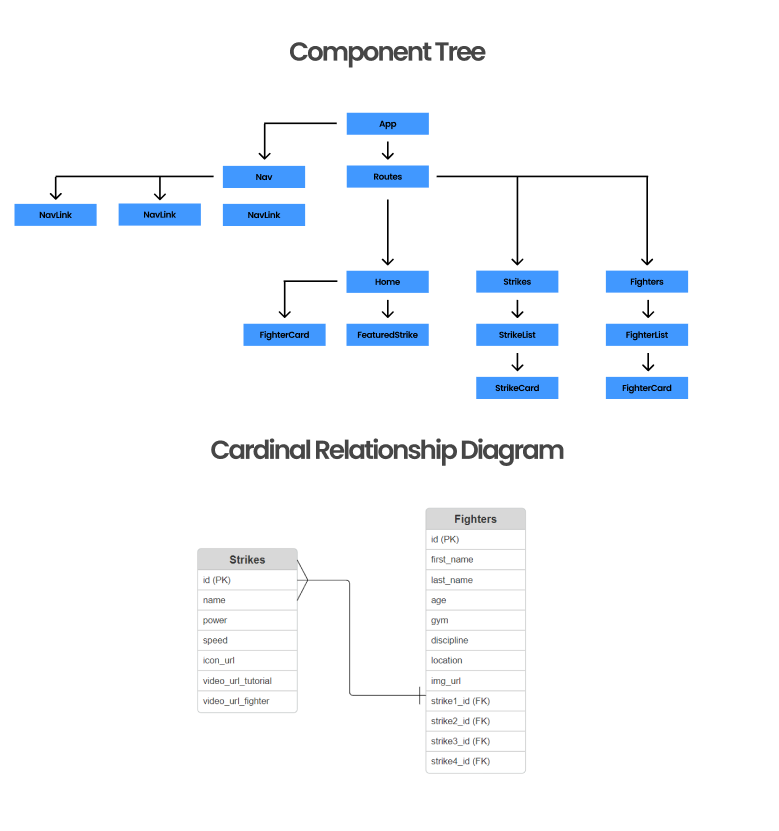 Component Tree
App
Nav
Routes
NavLink
NavLink
NavLink
Home
Strikes
Fighters
FighterCard
FeaturedStrike
StrikeList
FighterList
StrikeCard
FighterCard
Cardinal Relationship Diagram
Strikes
id (PK)
name
power
speed
icon_url
video_url_tutorial
video_url_fighter
Fighters
id (PK)
first_name
last_name
age
gym
discipline
location
img_url
strike1_id (FK)
strike2_id (FK)
strike3_id (FK)
strike4_id (FK)